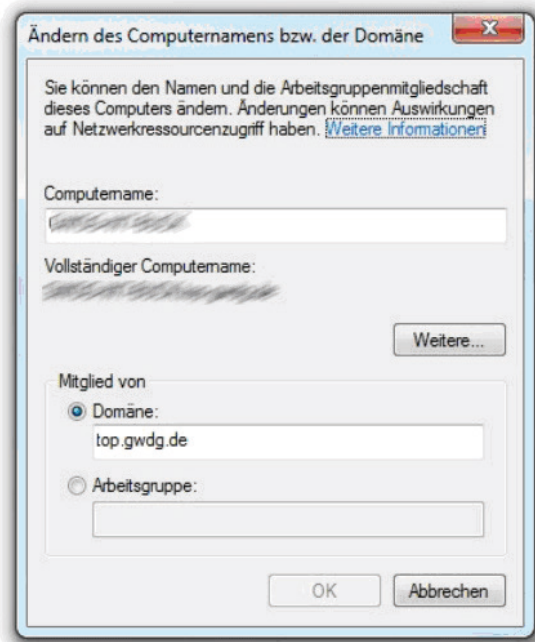 Ändern des Computernamens bzw. der Domäne
Sie können den Namen und die Arbeitsgruppenmitgliedschaft
dieses Computers ändern. Änderungen können Auswirkungen
auf Netzwerkressourcenzugriff haben. Weitere Informationen
Computername:
Vollständiger Computername:
Weitere...
Mitglied von
Domäne:
top.gwdg.de
Arbeitsgruppe:
OK Abbrechen